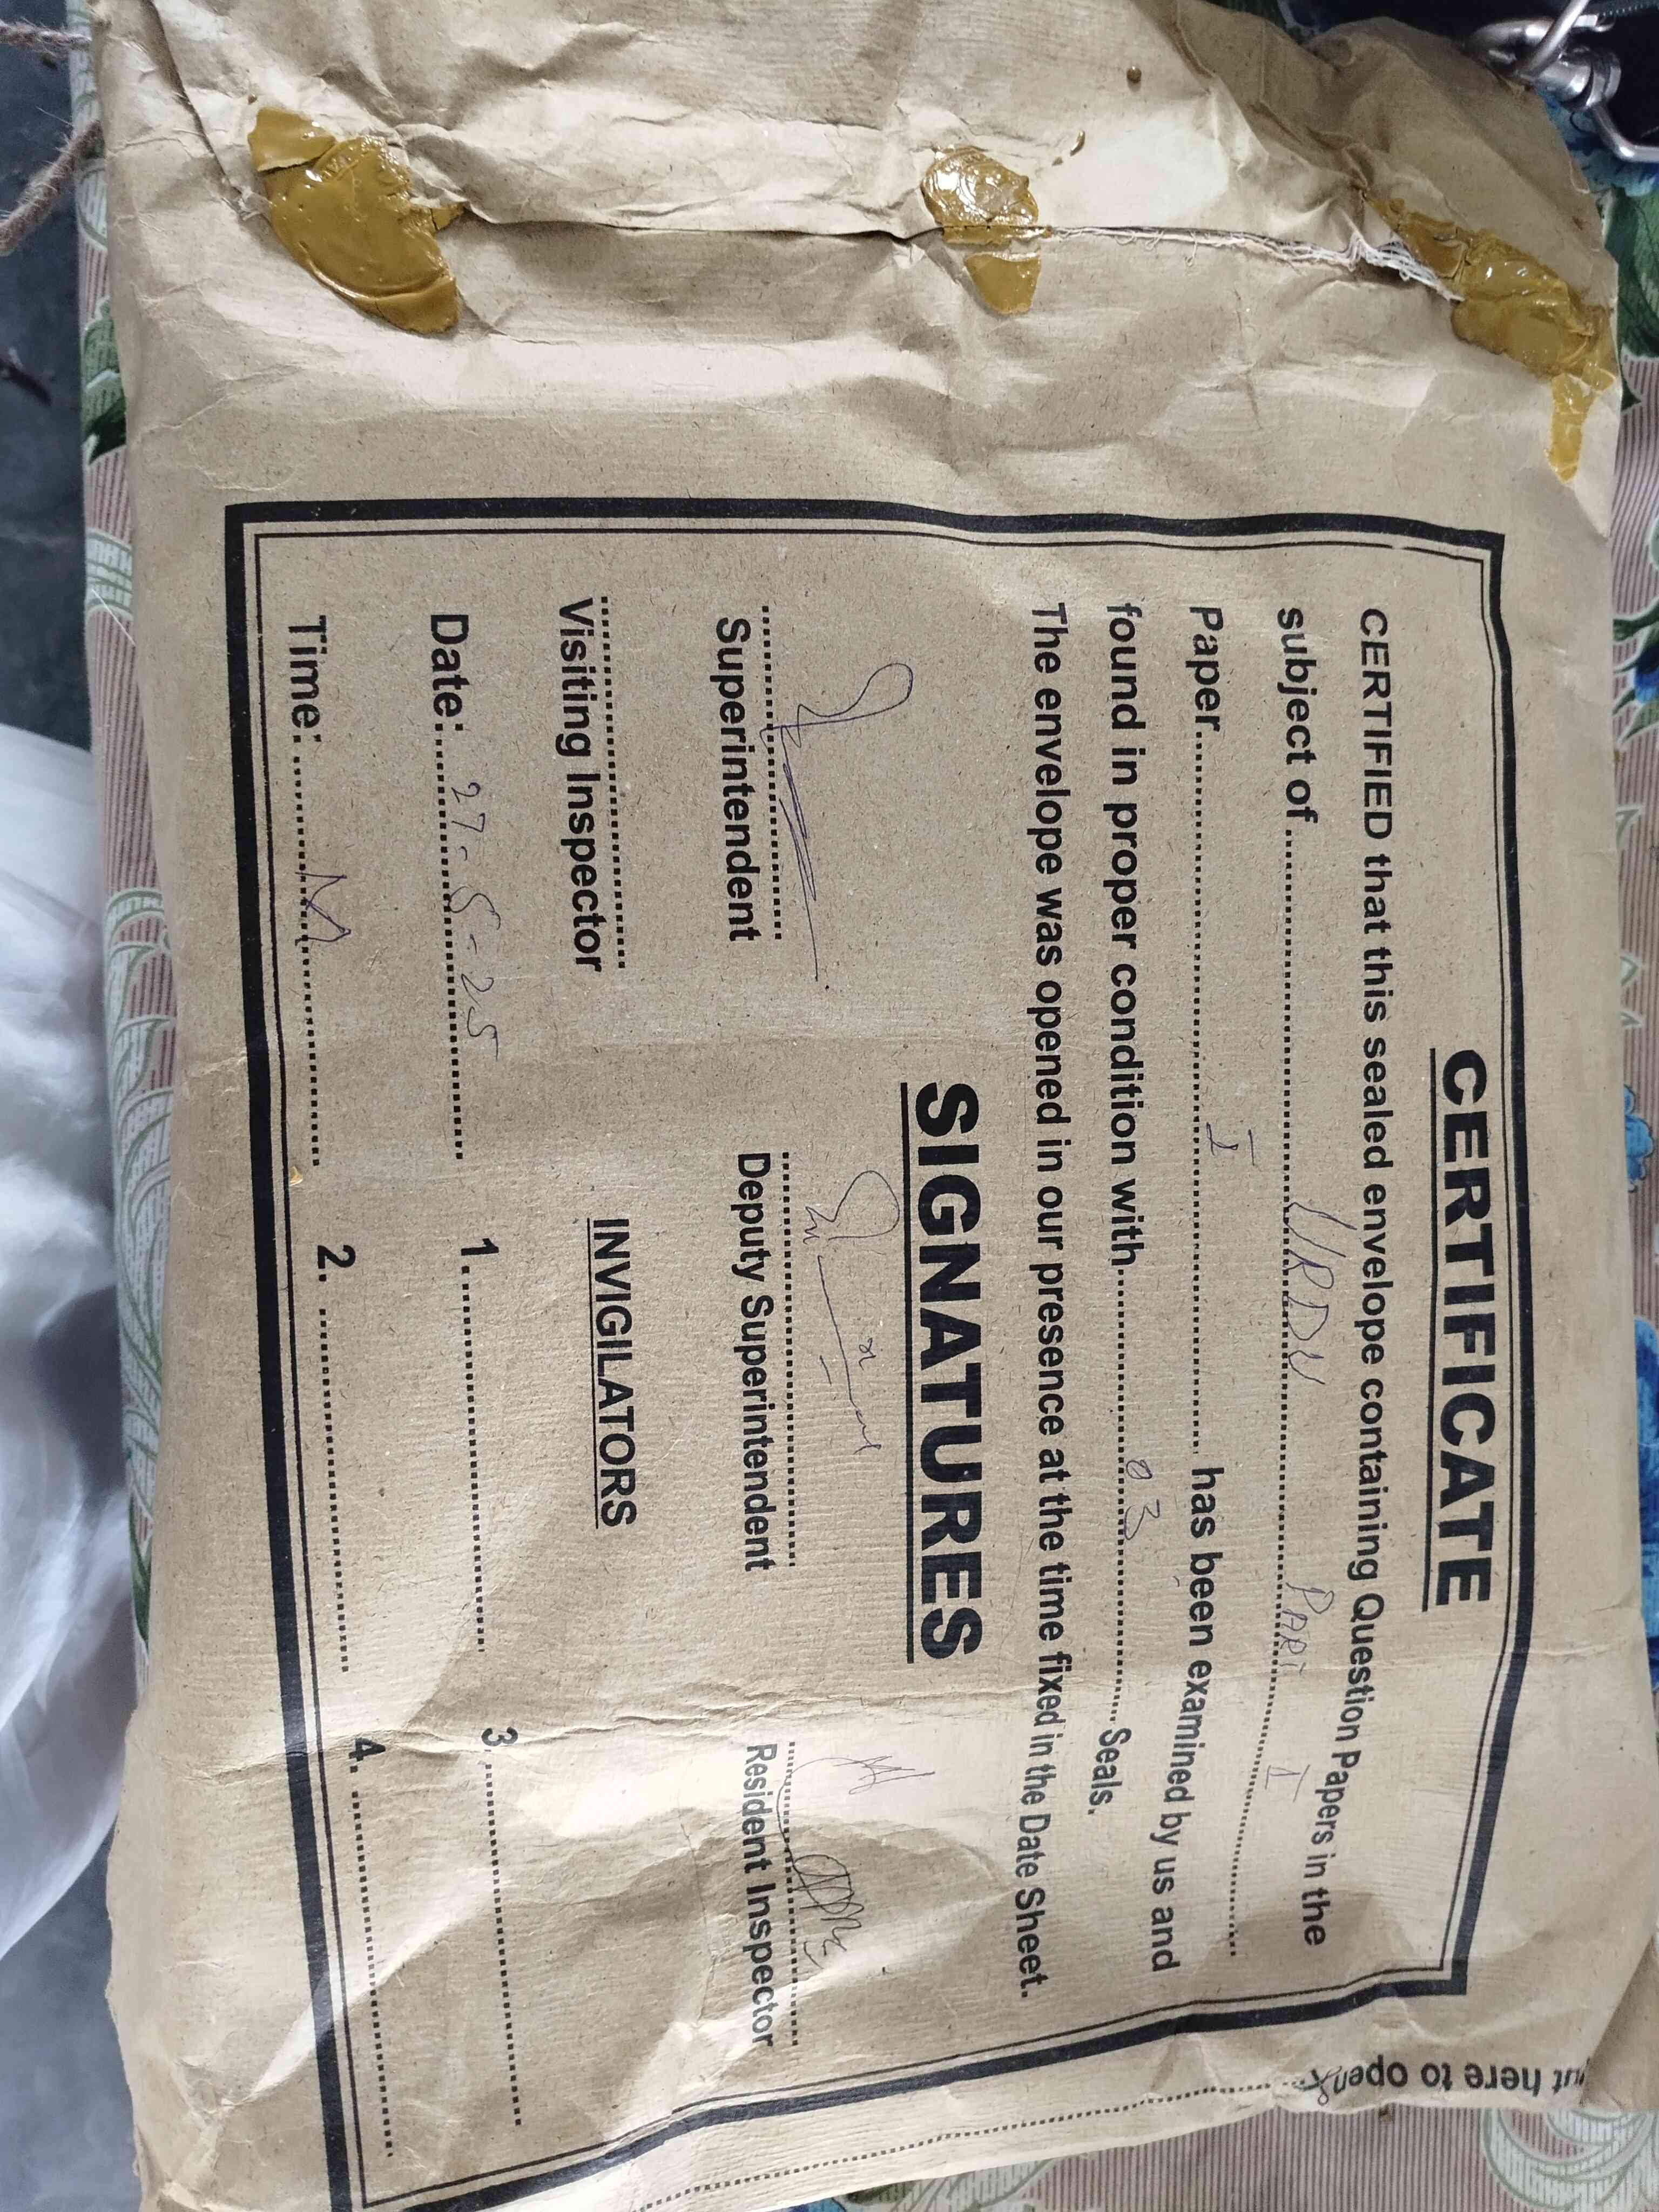 CERTIFICATE
CERTIFIED that this sealed envelope containing Question Papers in the
subject of ............ URDU ............ PART I ............
Paper ............ I ............ has been examined by us and
found in proper condition with ............ 03 ............ Seals.
The envelope was opened in our presence at the time fixed in the Date Sheet.
SIGNATURES
Superintendent Deputy Superintendent Resident Inspector
Visiting Inspector INVIGILATORS
Date: 27-5-25 1. ............ 3. ............
Time: M 2. ............ 4. ............
here to open